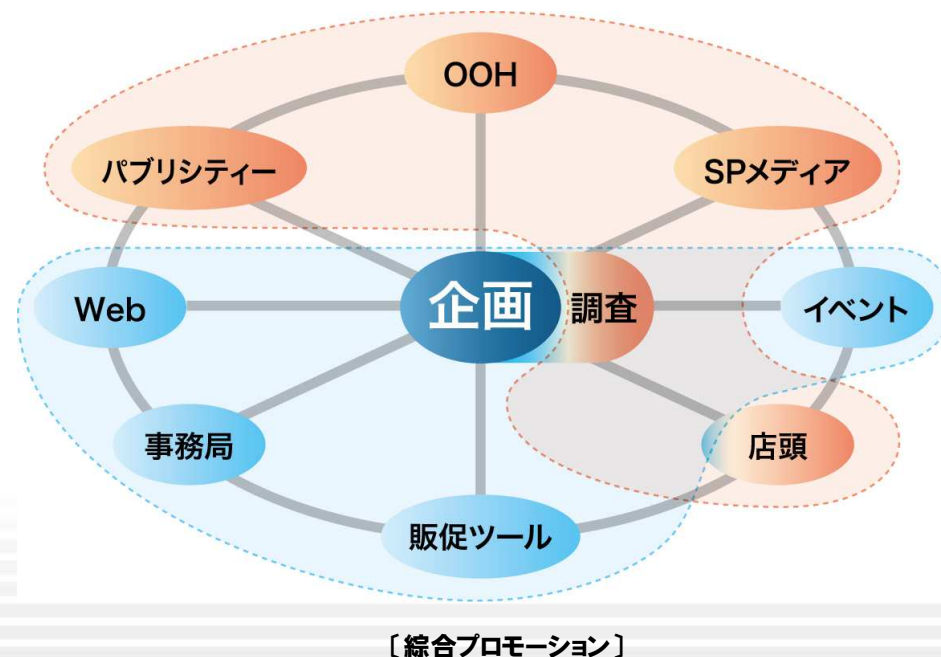 OOH
パブリシティー
SPメディア
Web
企画
調査
イベント
事務局
店頭
販促ツール
〔綜合プロモーション〕